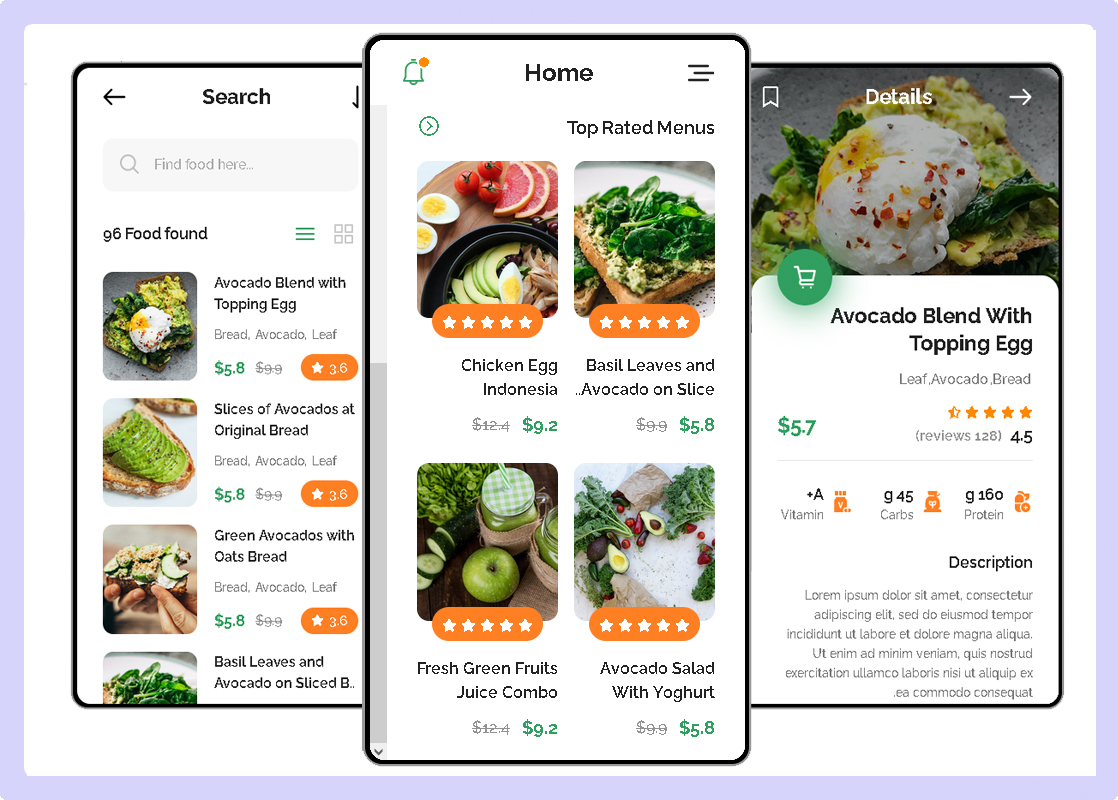 Search
Find food here...
96 Food found
Avocado Blend with
Topping Egg
Bread, Avocado, Leaf
$5.8 $9.9 3.6
Slices of Avocados at
Original Bread
Bread, Avocado, Leaf
$5.8 $9.9 3.6
Green Avocados with
Oats Bread
Bread, Avocado, Leaf
$5.8 $9.9 3.6
Basil Leaves and
Avocado on Sliced B..
Home
Top Rated Menus
Chicken Egg
Indonesia
$12.4 $9.2
Basil Leaves and
..Avocado on Slice
$9.9 $5.8
Fresh Green Fruits
Juice Combo
$12.4 $9.2
Avocado Salad
With Yoghurt
$9.9 $5.8
Details
Avocado Blend With
Topping Egg
Leaf,Avocado,Bread
$5.7
(reviews 128) 4.5
+A
Vitamin
g 45
Carbs
g 160
Protein
Description
Lorem ipsum dolor sit amet, consectetur
adipiscing elit, sed do eiusmod tempor
incididunt ut labore et dolore magna aliqua.
Ut enim ad minim veniam, quis nostrud
exercitation ullamco laboris nisi ut aliquip ex
.ea commodo consequat